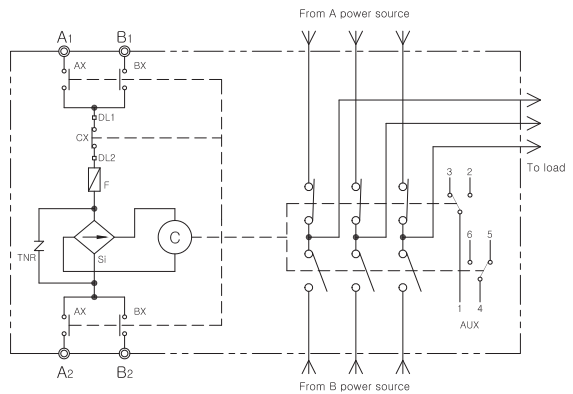 From A power source
A1 B1
AX BX
DL1
CX
DL2
F
To load
3 2
C
TNR
Si
6 5
AX BX
1 4
AUX
A2 B2
From B power source